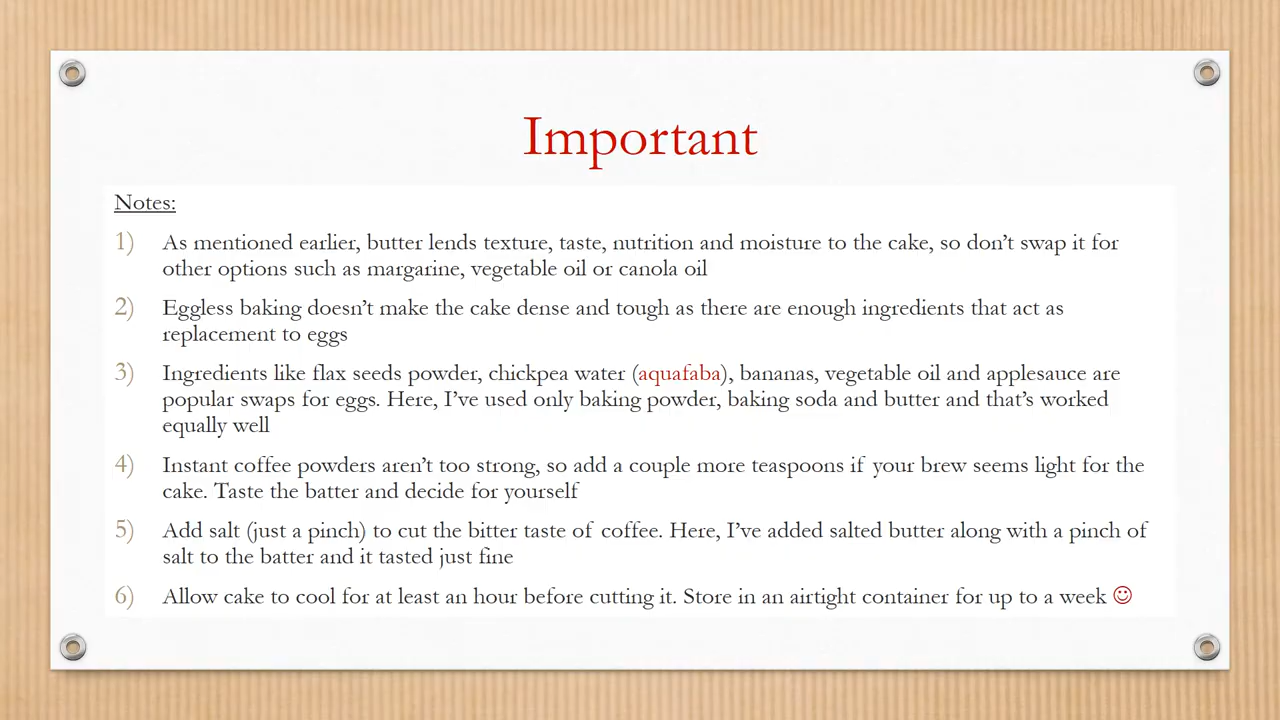 Important
Notes:
1) As mentioned earlier, butter lends texture, taste, nutrition and moisture to the cake, so don't swap it for
other options such as margarine, vegetable oil or canola oil
2) Eggless baking doesn't make the cake dense and tough as there are enough ingredients that act as
replacement to eggs
3) Ingredients like flax seeds powder, chickpea water (aquafaba), bananas, vegetable oil and applesauce are
popular swaps for eggs. Here, I've used only baking powder, baking soda and butter and that's worked
equally well
4) Instant coffee powders aren't too strong, so add a couple more teaspoons if your brew seems light for the
cake. Taste the batter and decide for yourself
5) Add salt (just a pinch) to cut the bitter taste of coffee. Here, I've added salted butter along with a pinch of
salt to the batter and it tasted just fine
6) Allow cake to cool for at least an hour before cutting it. Store in an airtight container for up to a week ☺